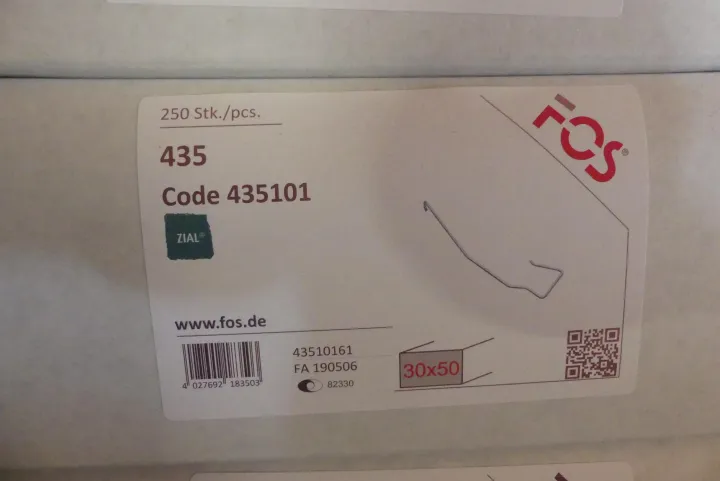 250 Stk./pcs.
FOS®
435
Code 435101
ZIAL®
www.fos.de
43510161
FA 190506
82330
4 027692 183503
30x50